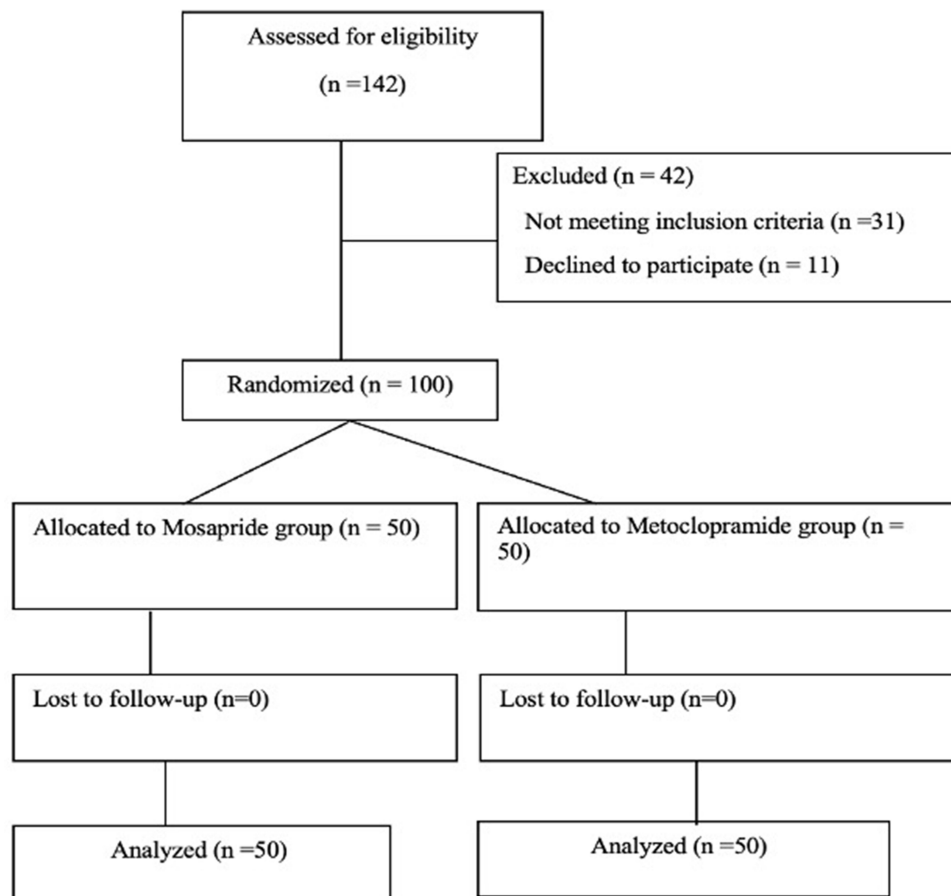 Assessed for eligibility
(n =142)
Excluded (n = 42)
Not meeting inclusion criteria (n =31)
Declined to participate (n = 11)
Randomized (n = 100)
Allocated to Mosapride group (n = 50)
Allocated to Metoclopramide group (n =
50)
Lost to follow-up (n=0)
Lost to follow-up (n=0)
Analyzed (n =50)
Analyzed (n =50)